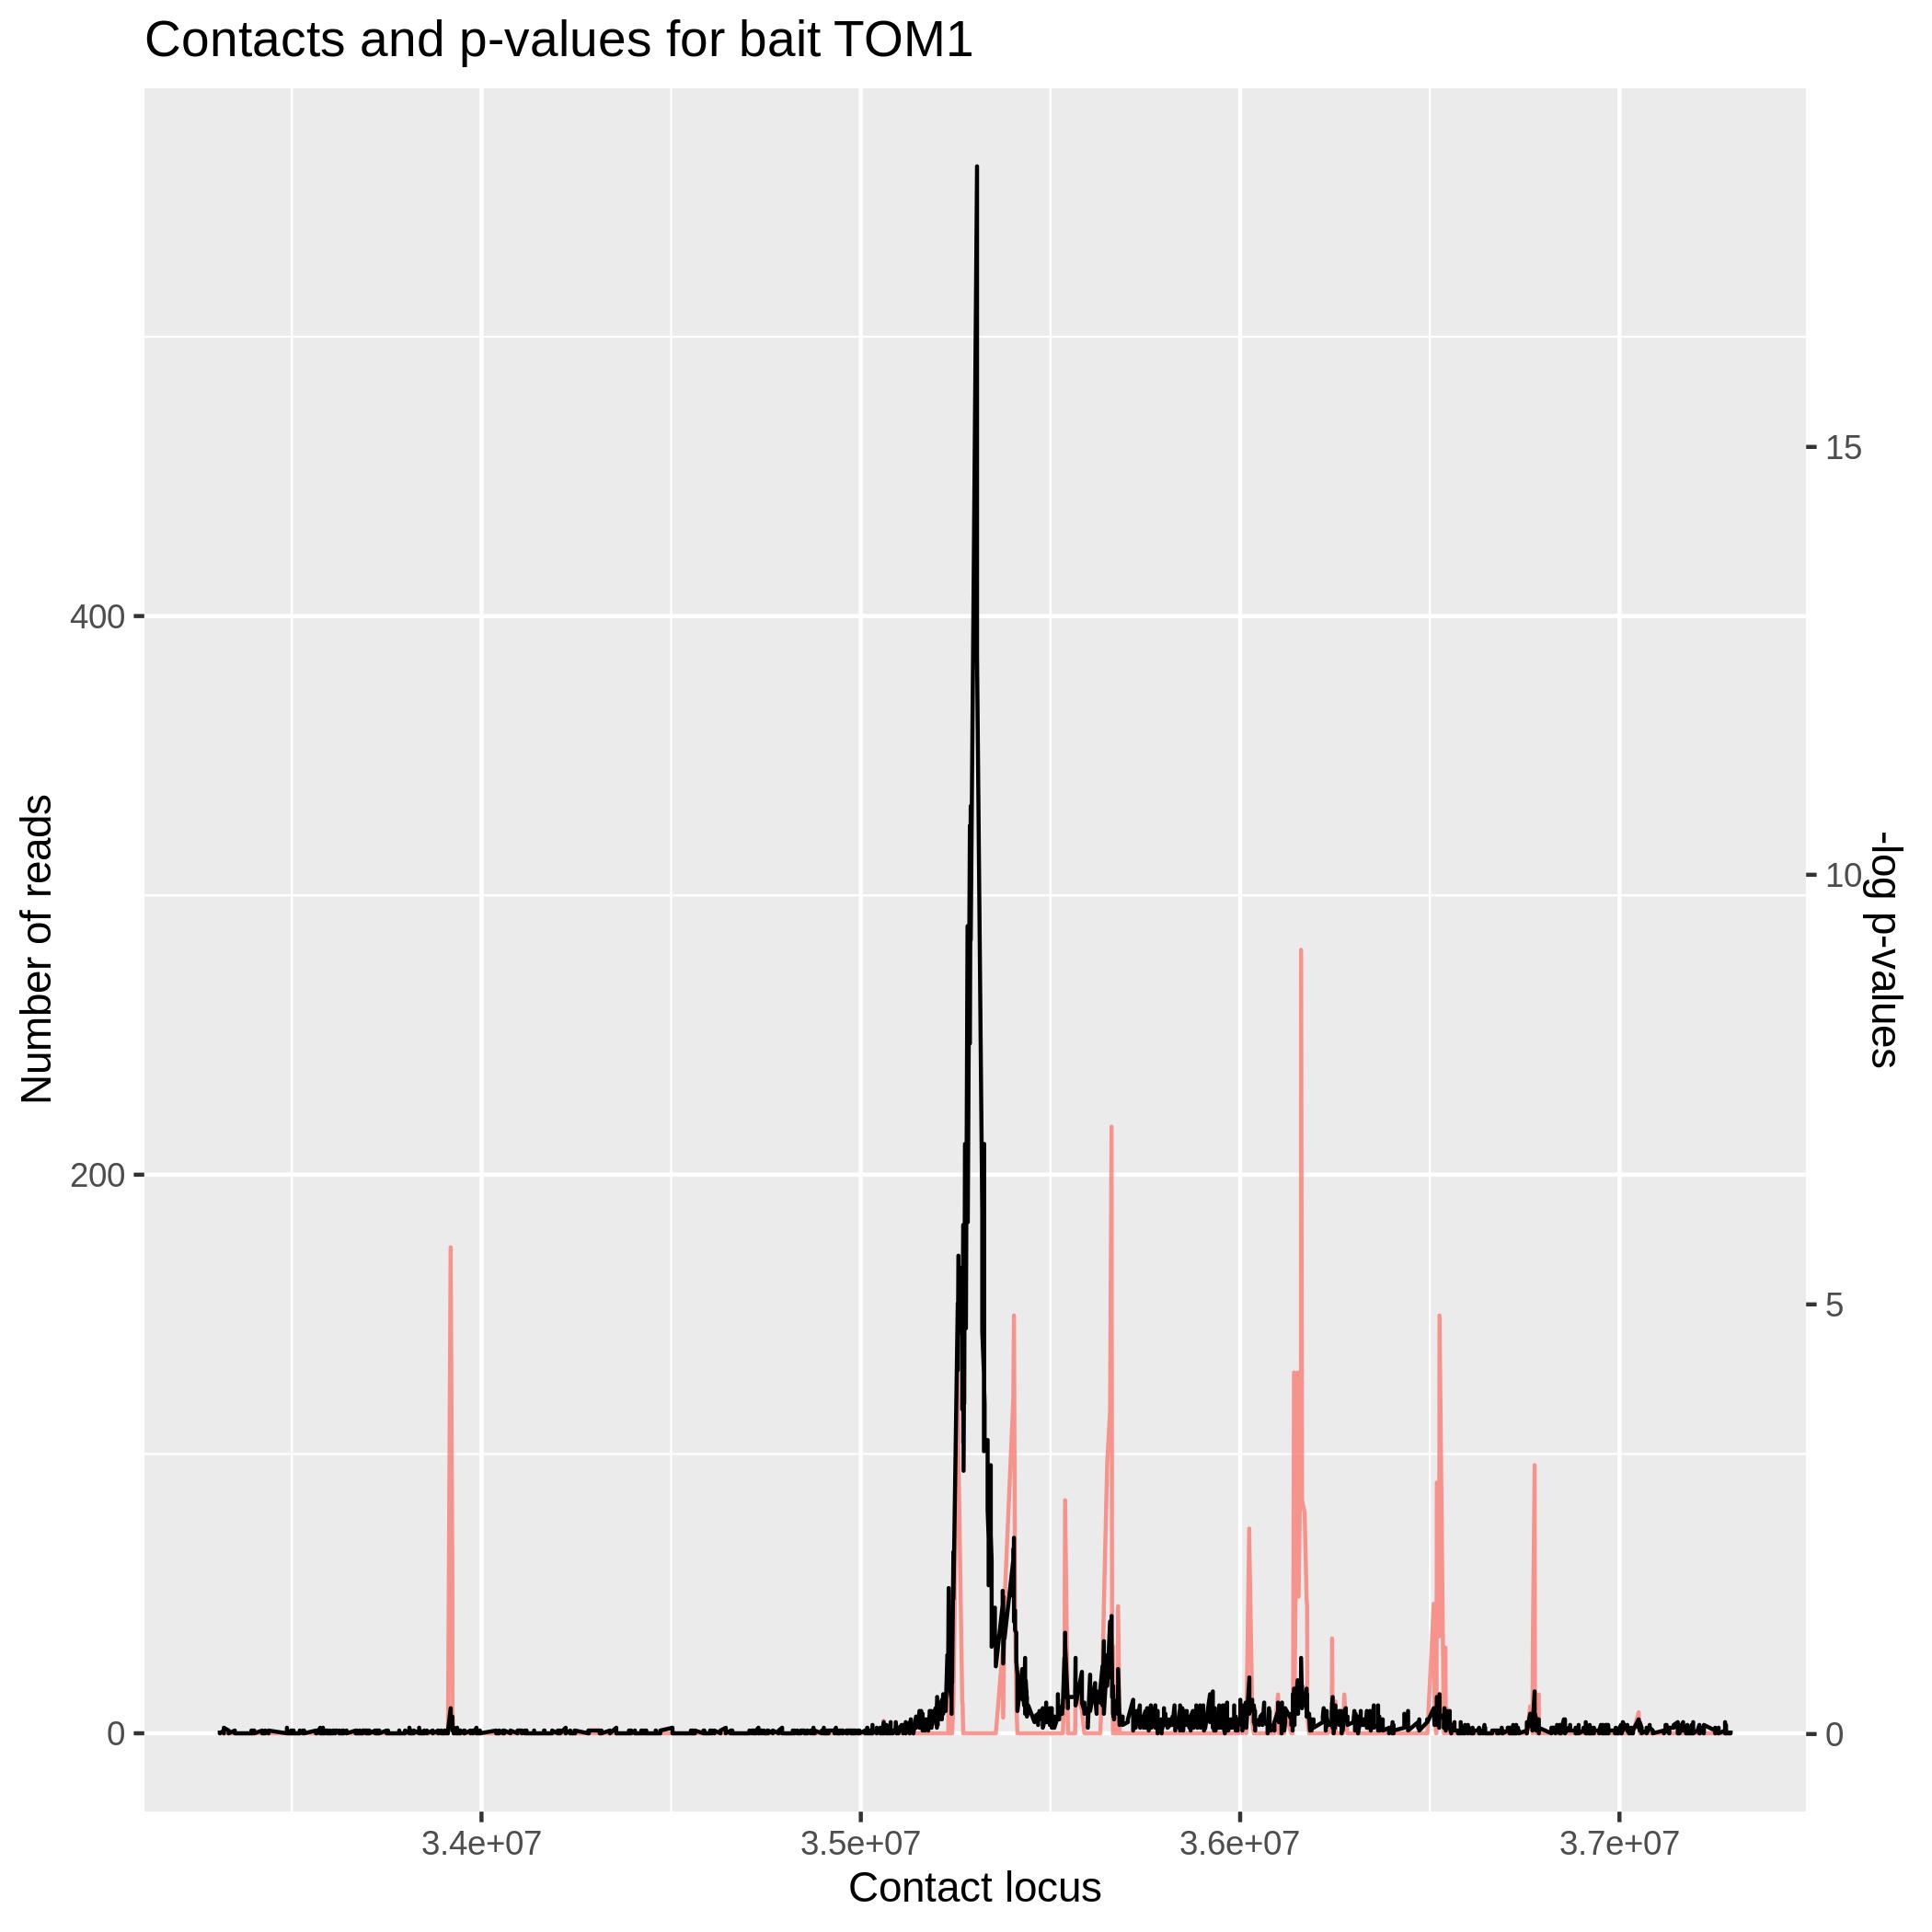 Contacts and p-values for bait TOM1
Number of reads
400
200
0
15
10
5
0
-log p-values
3.4e+07
3.5e+07
3.6e+07
3.7e+07
Contact locus